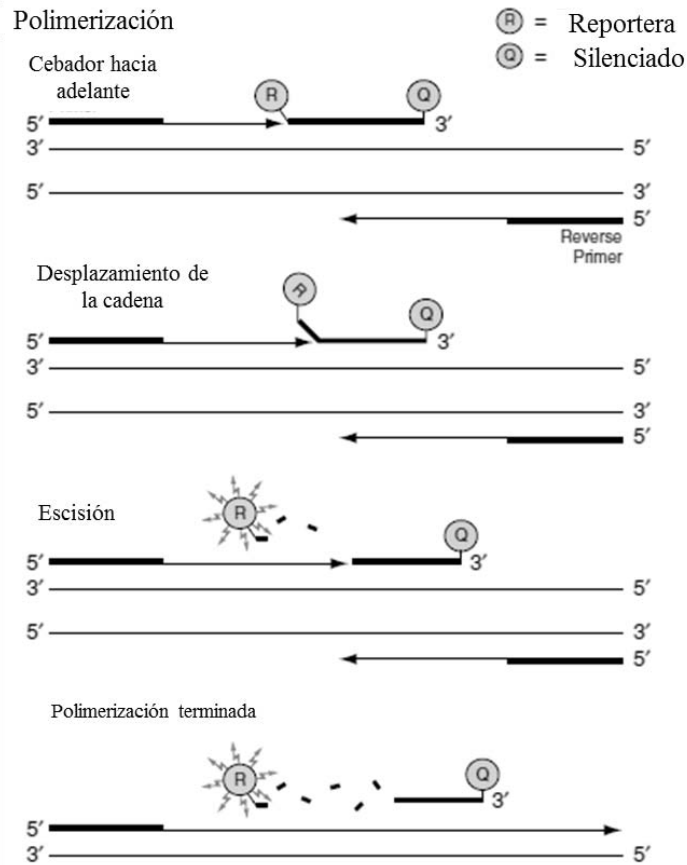 Polimerización
R = Reportera
Q = Silenciado
Cebador hacia
adelante
R Q
5′ 3′
3′ 5′
5′ 3′
5′
Reverse
Primer
Desplazamiento de
la cadena
R Q
5′ 3′
3′ 5′
5′ 3′
5′
Escisión
R Q
5′ 3′
3′ 5′
5′ 3′
5′
Polimerización terminada
R Q
3′
5′
3′ 5′